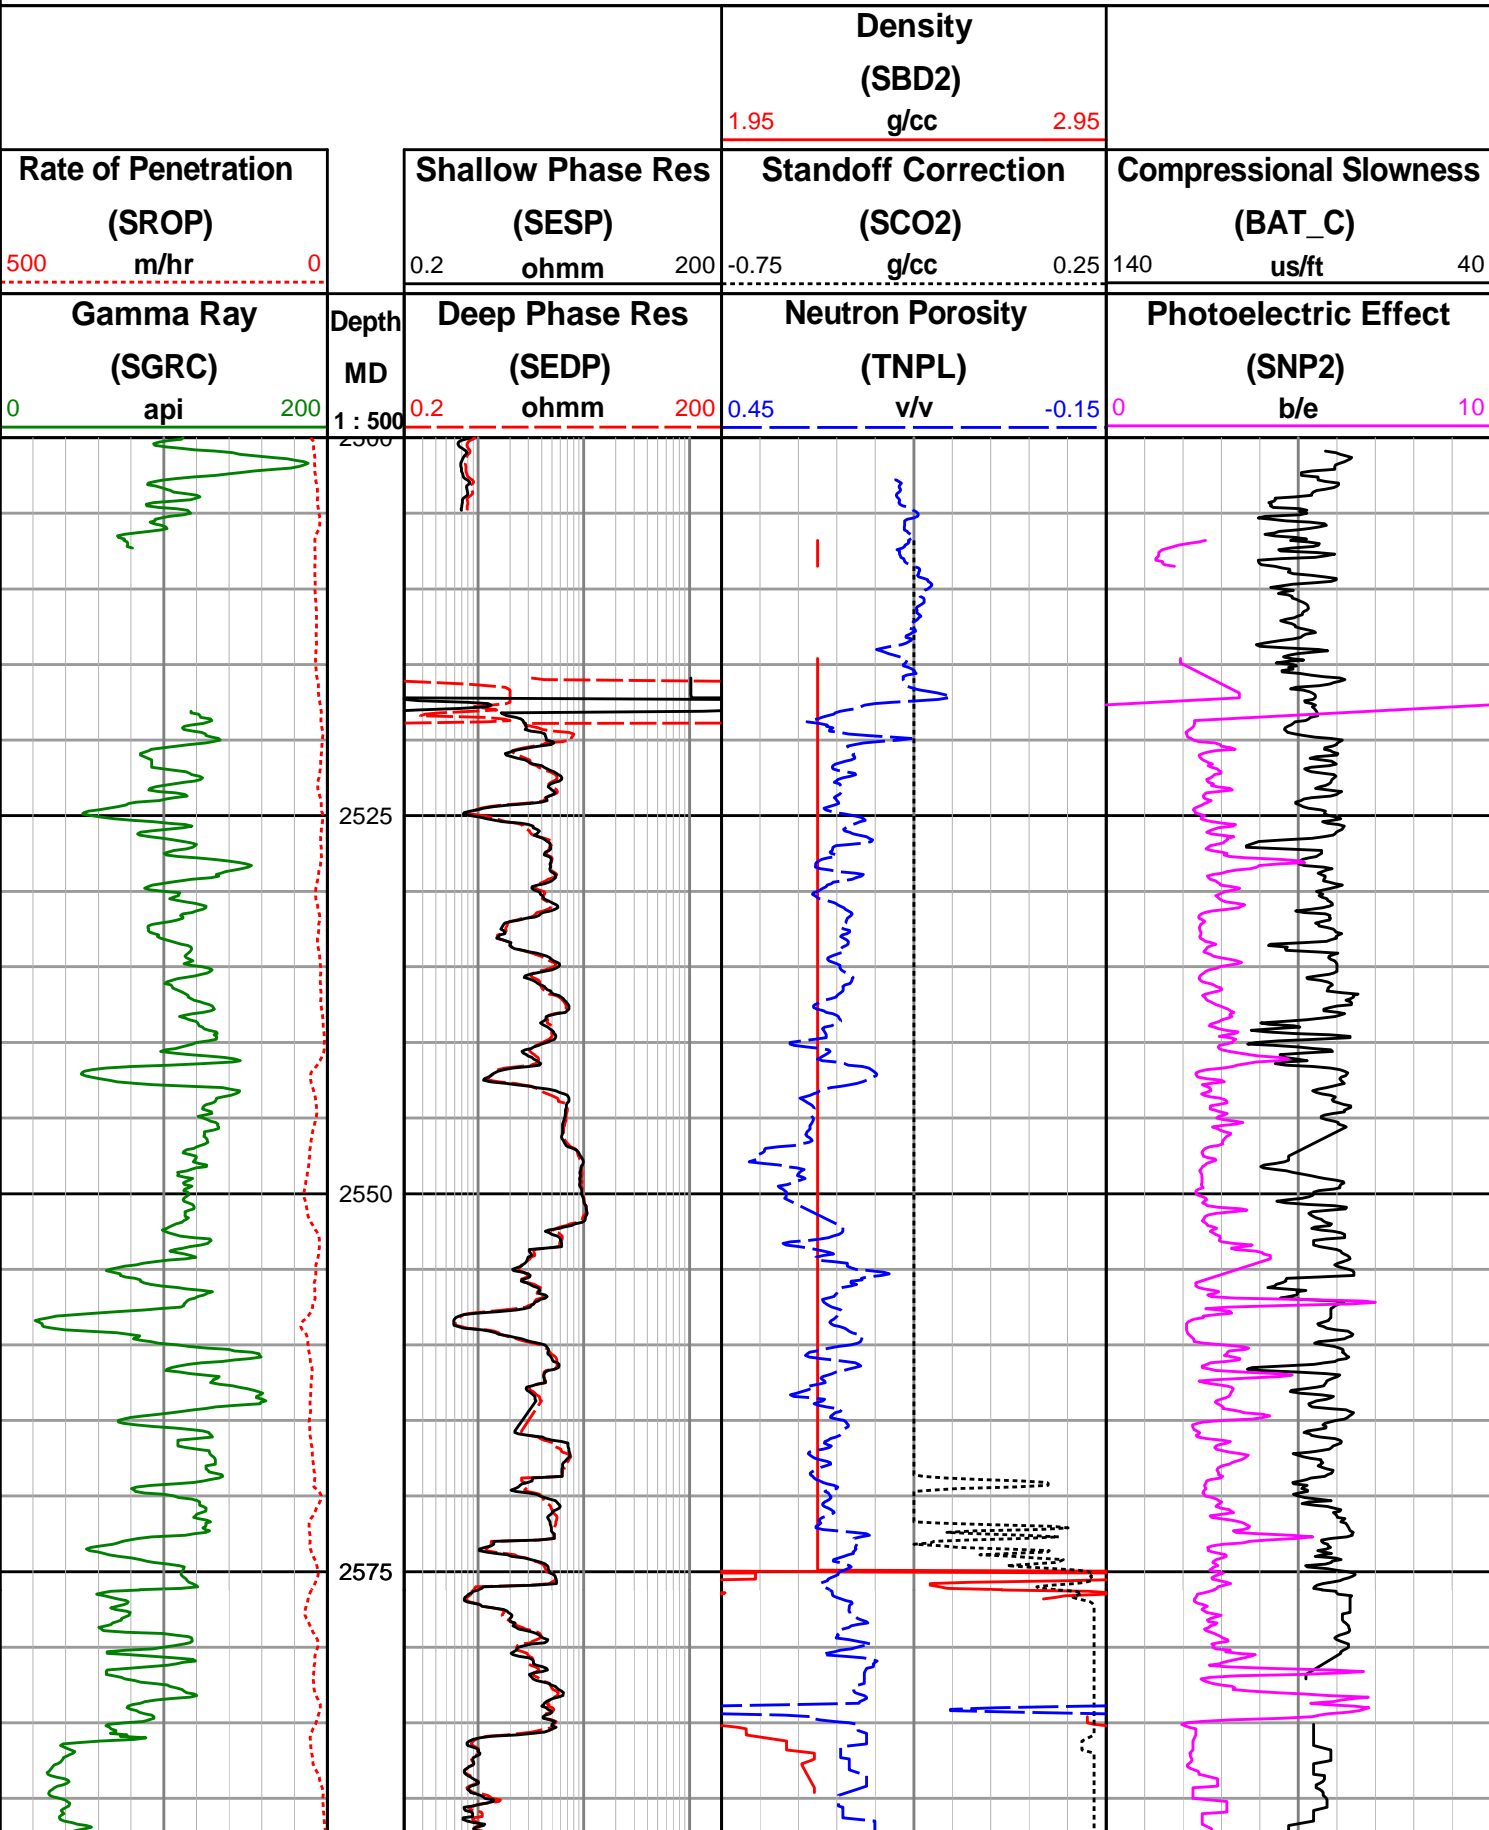 Density
(SBD2)
1.95 g/cc 2.95
Rate of Penetration
(SROP)
500 m/hr 0
Shallow Phase Res
(SESP)
0.2 ohmm 200
Standoff Correction
(SCO2)
-0.75 g/cc 0.25
Compressional Slowness
(BAT_C)
140 us/ft 40
Gamma Ray
(SGRC)
0 api 200
Depth
MD
1 : 500
Deep Phase Res
(SEDP)
0.2 ohmm 200
Neutron Porosity
(TNPL)
0.45 v/v -0.15
Photoelectric Effect
(SNP2)
0 b/e 10
2500
2525
2550
2575